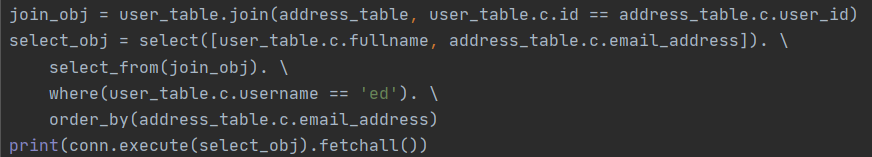 join_obj = user_table.join(address_table, user_table.c.id == address_table.c.user_id)
select_obj = select([user_table.c.fullname, address_table.c.email_address]). \
    select_from(join_obj). \
    where(user_table.c.username == 'ed'). \
    order_by(address_table.c.email_address)
print(conn.execute(select_obj).fetchall())